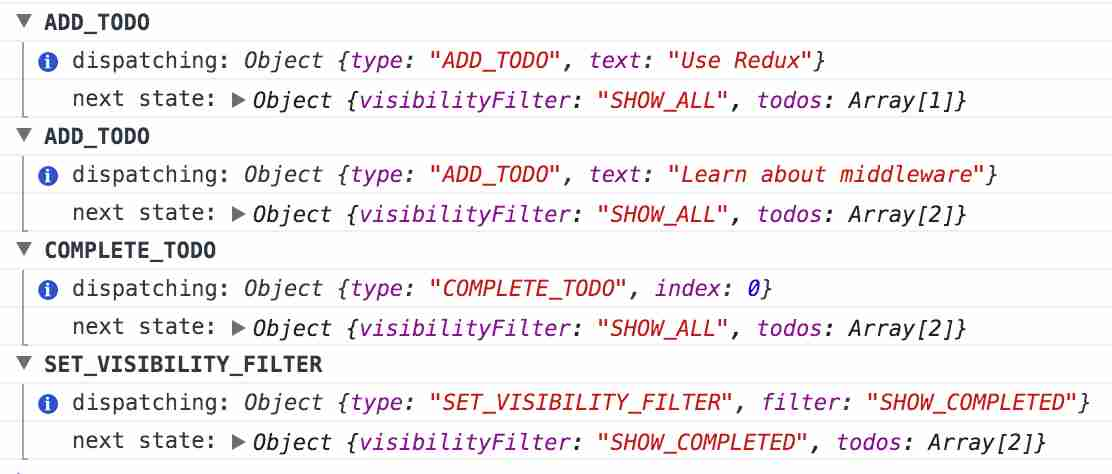 ▼ ADD_TODO
i dispatching: Object {type: "ADD_TODO", text: "Use Redux"}
next state: ▶ Object {visibilityFilter: "SHOW_ALL", todos: Array[1]}
▼ ADD_TODO
i dispatching: Object {type: "ADD_TODO", text: "Learn about middleware"}
next state: ▶ Object {visibilityFilter: "SHOW_ALL", todos: Array[2]}
▼ COMPLETE_TODO
i dispatching: Object {type: "COMPLETE_TODO", index: 0}
next state: ▶ Object {visibilityFilter: "SHOW_ALL", todos: Array[2]}
▼ SET_VISIBILITY_FILTER
i dispatching: Object {type: "SET_VISIBILITY_FILTER", filter: "SHOW_COMPLETED"}
next state: ▶ Object {visibilityFilter: "SHOW_COMPLETED", todos: Array[2]}